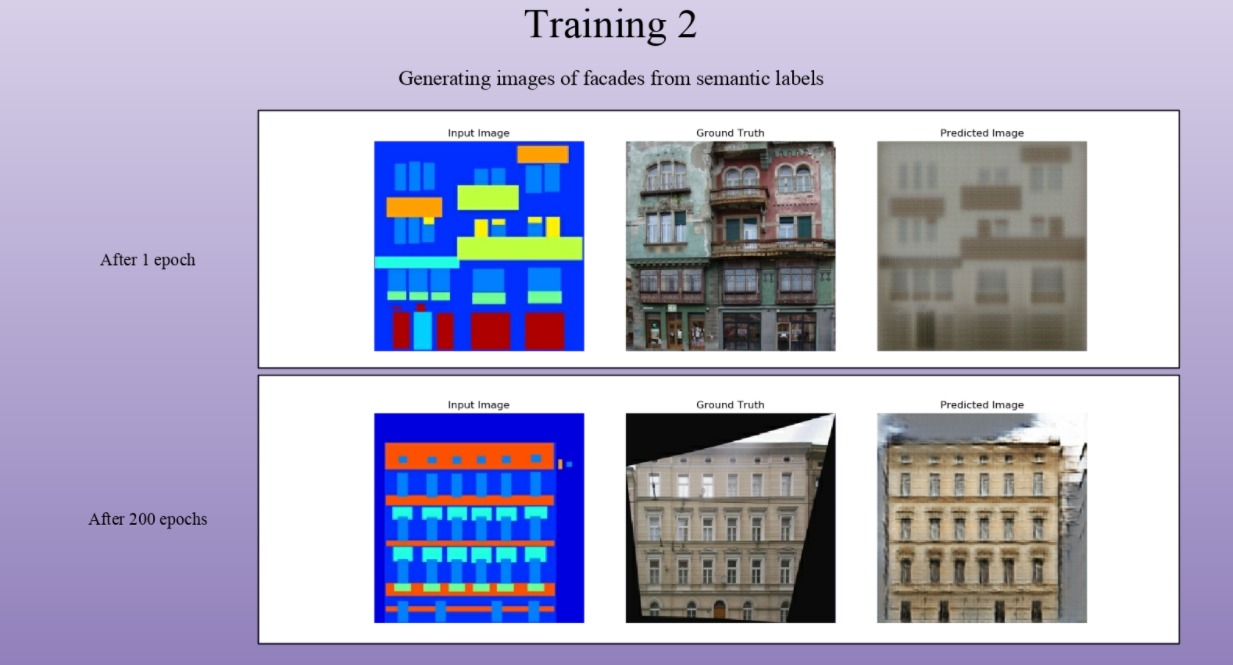 Training 2
Generating images of facades from semantic labels
After 1 epoch
Input Image
Ground Truth
Predicted Image
After 200 epochs
Input Image
Ground Truth
Predicted Image